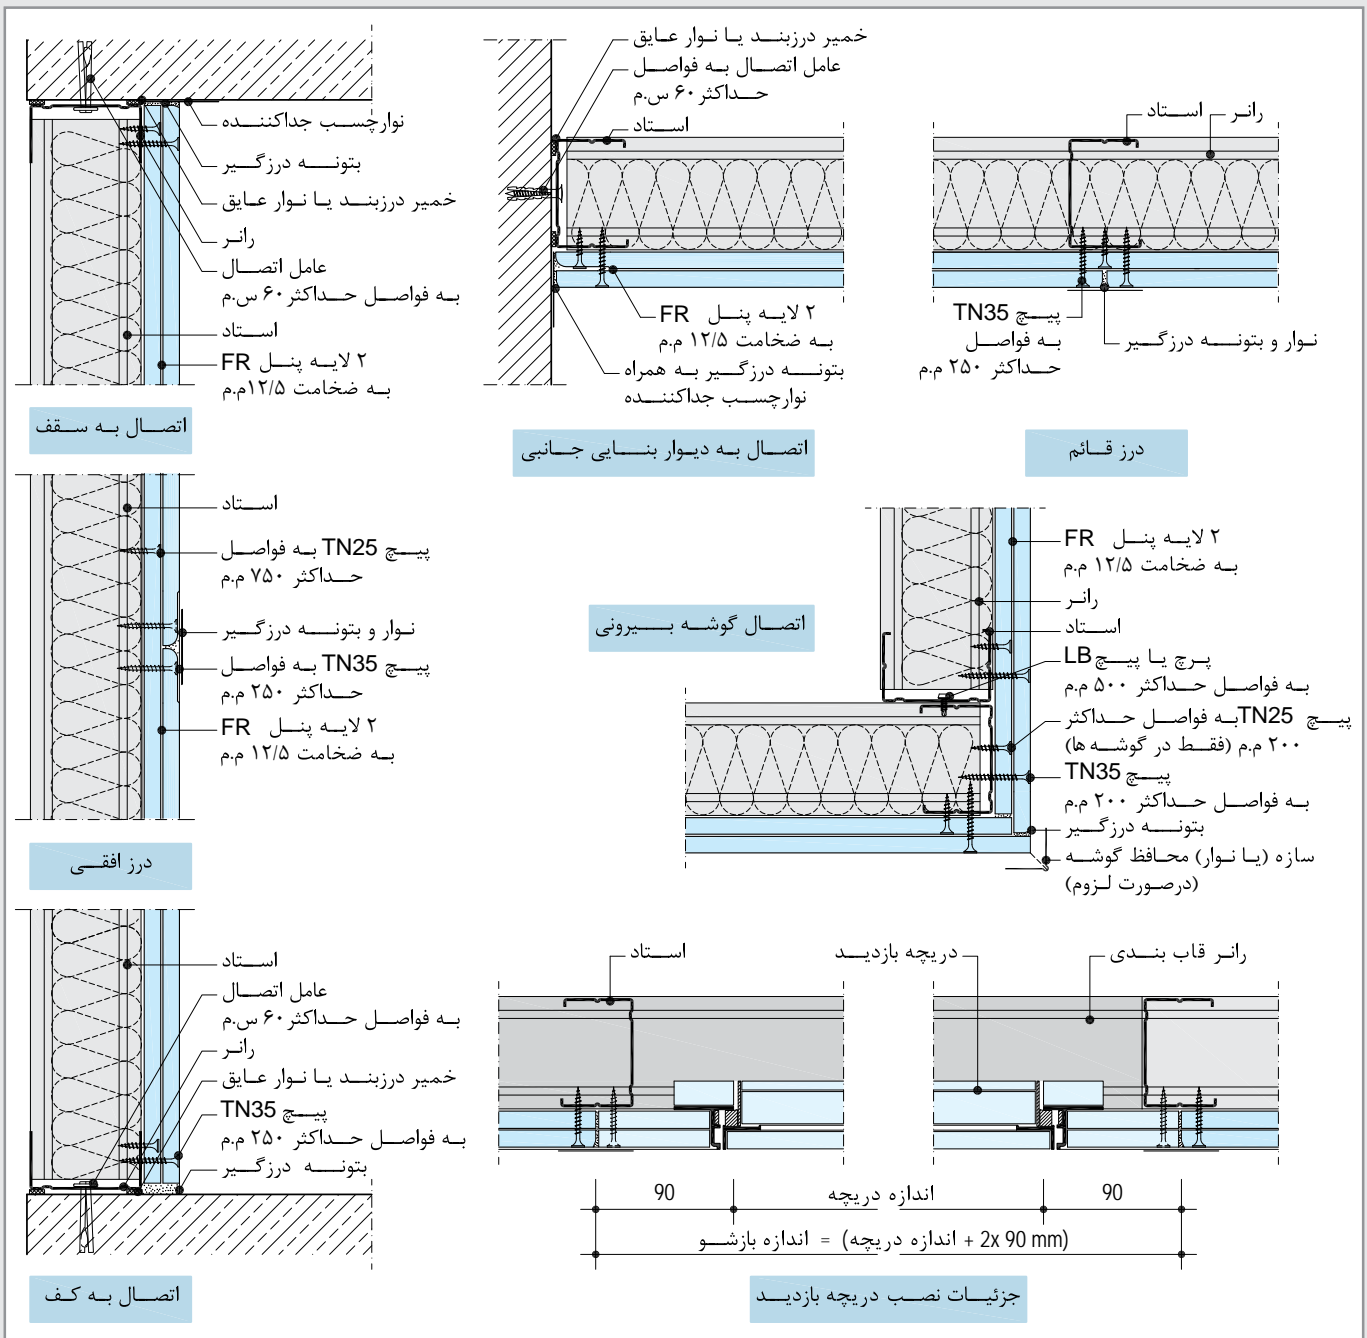 نوارچسب جداکننده
بتونه درزگیر
خمیر درزبند یا نوار عایق
رانر
عامل اتصال
به فواصل حداکثر ۶۰ س.م
استاد
۲ لایه پنل FR
به ضخامت ۱۲/۵ م.م
اتصال به سقف
خمیر درزبند یا نوار عایق
عامل اتصال به فواصل
حداکثر ۶۰ س.م
استاد
۲ لایه پنل FR
به ضخامت ۱۲/۵ م.م
بتونه درزگیر به همراه
نوارچسب جداکننده
اتصال به دیوار بنایی جانبی
رانر
استاد
پیچ TN35
به فواصل
حداکثر ۲۵۰ م.م
نوار و بتونه درزگیر
درز قائم
استاد
پیچ TN25 به فواصل
حداکثر ۷۵۰ م.م
نوار و بتونه درزگیر
پیچ TN35 به فواصل
حداکثر ۲۵۰ م.م
۲ لایه پنل FR
به ضخامت ۱۲/۵ م.م
درز افقی
۲ لایه پنل FR
به ضخامت ۱۲/۵ م.م
رانر
استاد
پرچ یا پیچ LB
به فواصل حداکثر ۵۰۰ م.م
پیچ TN25 به فواصل حداکثر
۲۰۰ م.م (فقط در گوشه ها)
پیچ TN35
به فواصل حداکثر ۲۰۰ م.م
بتونه درزگیر
سازه (یا نوار) محافظ گوشه
(درصورت لزوم)
اتصال گوشه بیرونی
استاد
عامل اتصال
به فواصل حداکثر ۶۰ س.م
رانر
خمیر درزبند یا نوار عایق
پیچ TN35
به فواصل حداکثر ۲۵۰ م.م
بتونه درزگیر
اتصال به کف
استاد
دریچه بازدید
رانر قاب بندی
90
اندازه دریچه
90
اندازه بازشو = (اندازه دریچه + 2x 90 mm)
جزئیات نصب دریچه بازدید